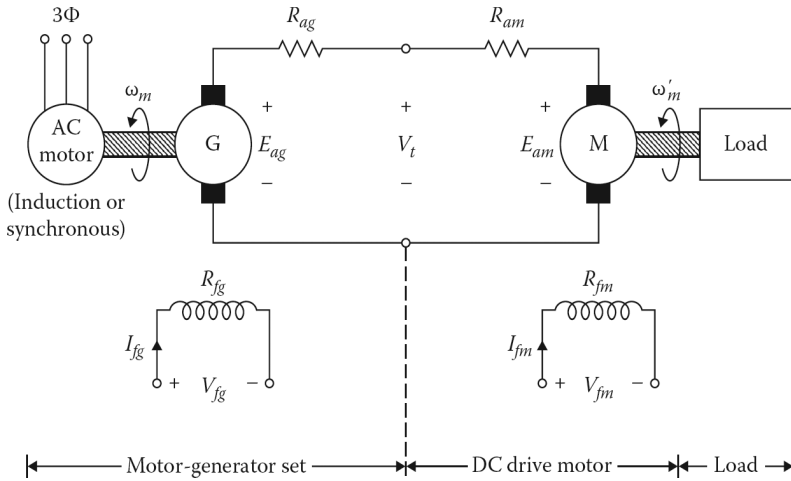 3Φ
R_ag
R_am
ω_m
ω'_m
AC
motor
G
+
E_ag
−
+
V_t
−
+
E_am
−
M
Load
(Induction or
synchronous)
R_fg
R_fm
I_fg
+ V_fg −
I_fm
+ V_fm −
Motor-generator set
DC drive motor
Load